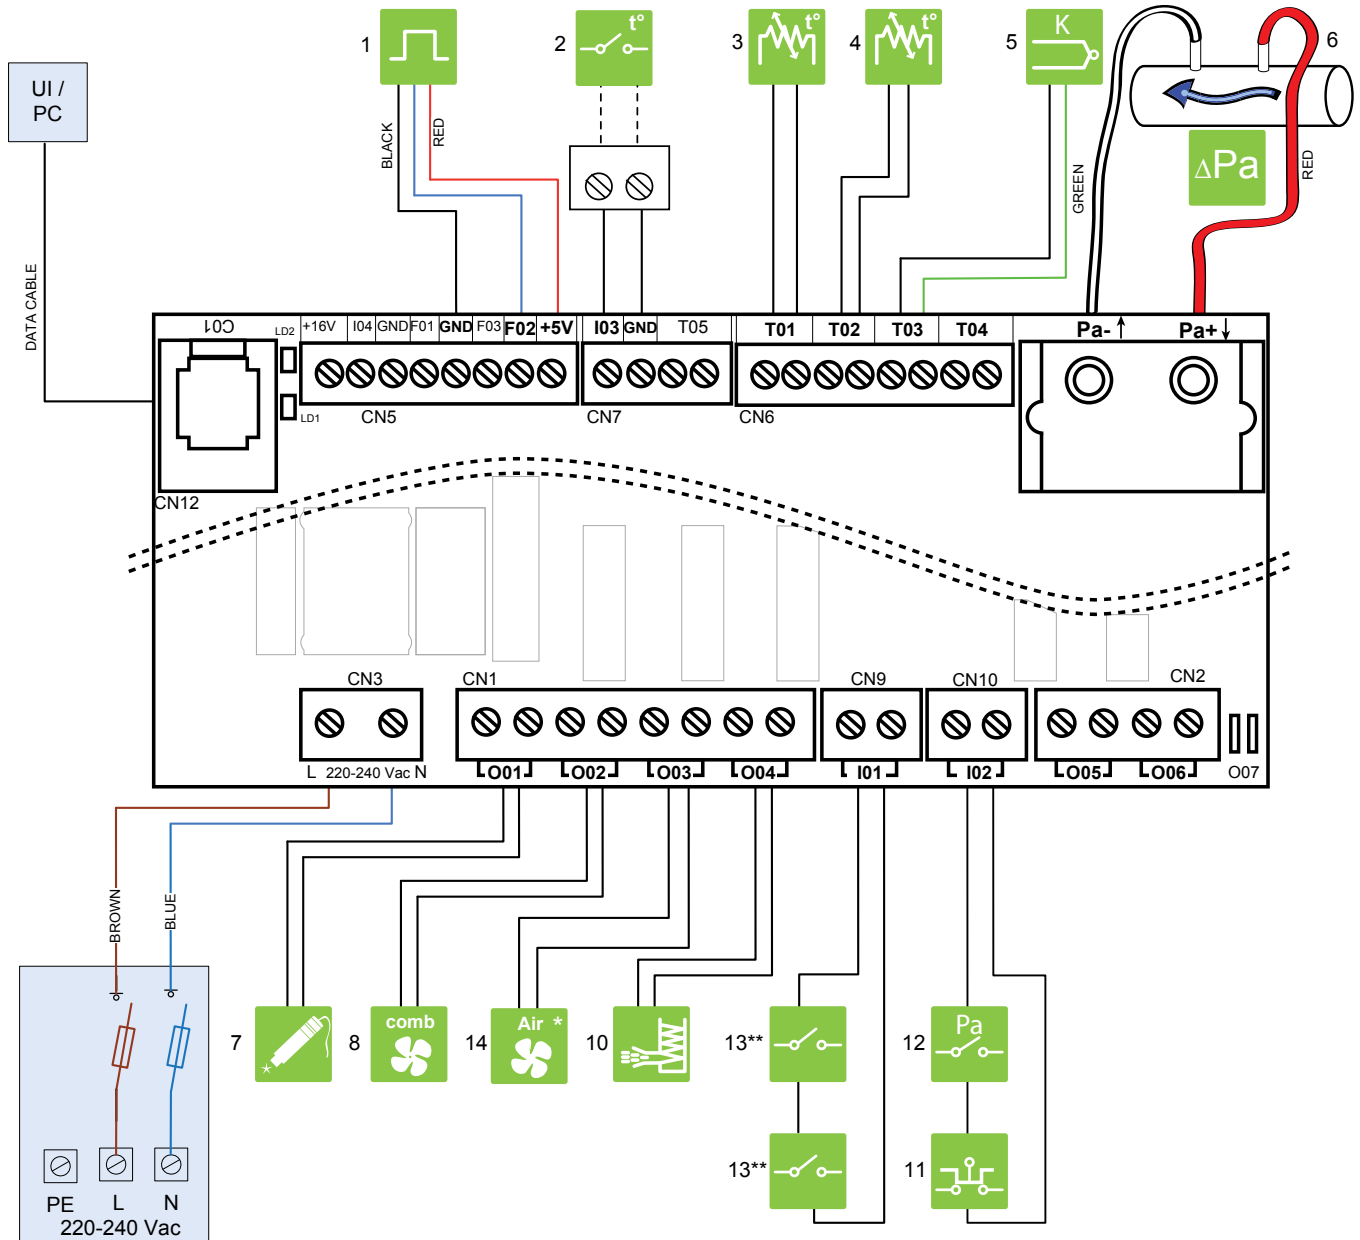 1
2
t°
3
t°
4
t°
5
K
6
UI /
PC
BLACK
RED
GREEN
ΔPa
RED
DATA CABLE
C01
LD2
+16V
I04
GND
F01
GND
F03
F02
+5V
I03
GND
T05
T01
T02
T03
T04
Pa-
Pa+
LD1
CN5
CN7
CN6
CN12
CN3
CN1
CN9
CN10
CN2
L
220-240 Vac
N
O01
O02
O03
O04
I01
I02
O05
O06
O07
BROWN
BLUE
7
8
comb
14
Air *
10
13**
12
Pa
13**
11
PE
L
N
220-240 Vac